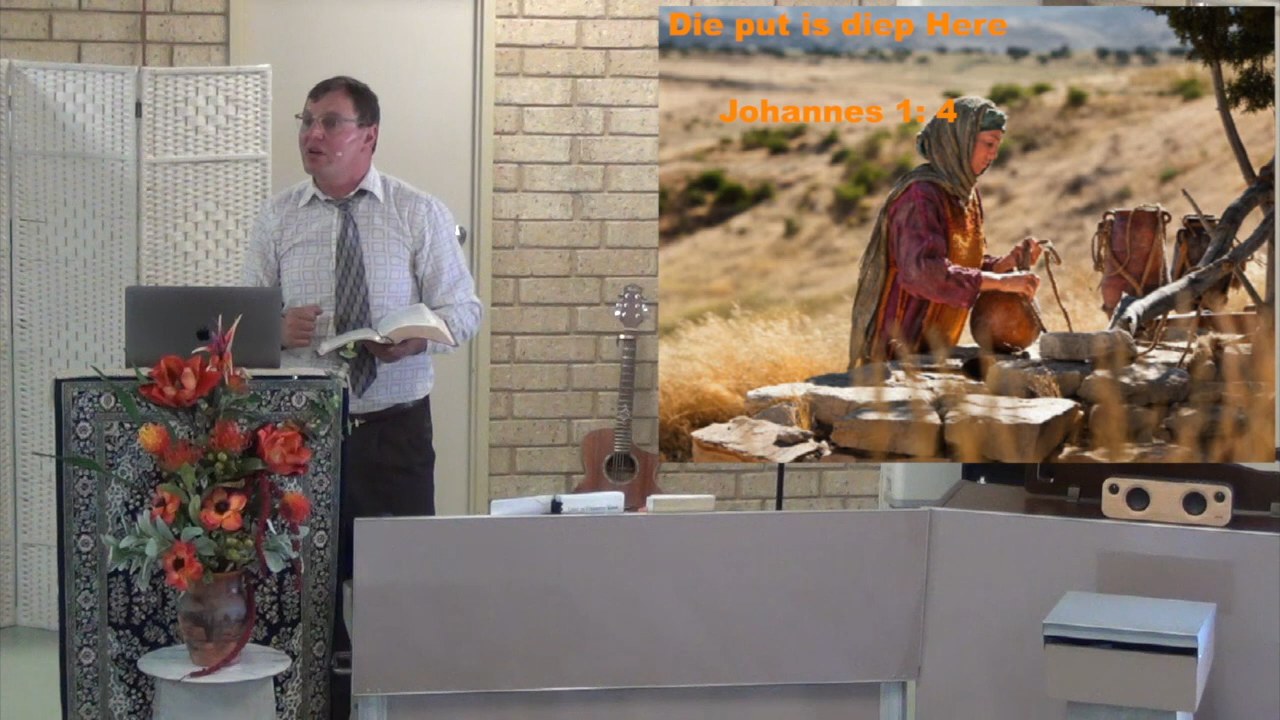 Die put is diep Here
Johannes 1; 4